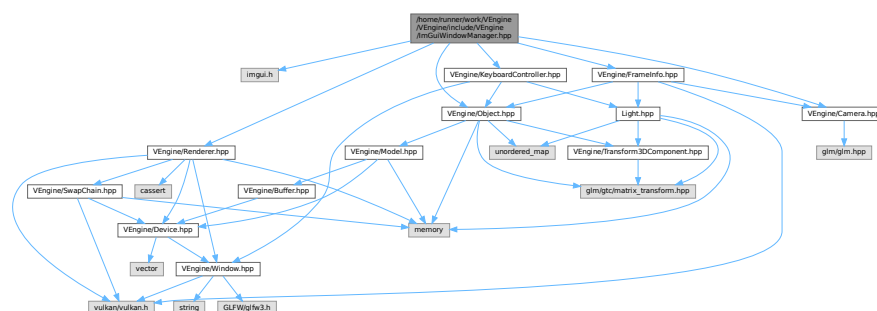 /home/runner/work/VEngine
/VEngine/include/VEngine
/ImGuiWindowManager.hpp
imgui.h
VEngine/KeyboardController.hpp
VEngine/FrameInfo.hpp
VEngine/Object.hpp
Light.hpp
VEngine/Camera.hpp
VEngine/Renderer.hpp
VEngine/Model.hpp
unordered_map
VEngine/Transform3DComponent.hpp
glm/glm.hpp
VEngine/SwapChain.hpp
cassert
VEngine/Buffer.hpp
glm/gtc/matrix_transform.hpp
VEngine/Device.hpp
memory
vector
VEngine/Window.hpp
vulkan/vulkan.h
string
GLFW/glfw3.h